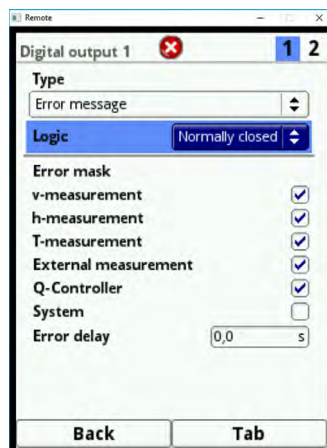 Remote
Digital output 1 1 2
Type
Error message
Logic Normally closed
Error mask
v-measurement
h-measurement
T-measurement
External measurement
Q-Controller
System
Error delay 0,0 s
Back Tab